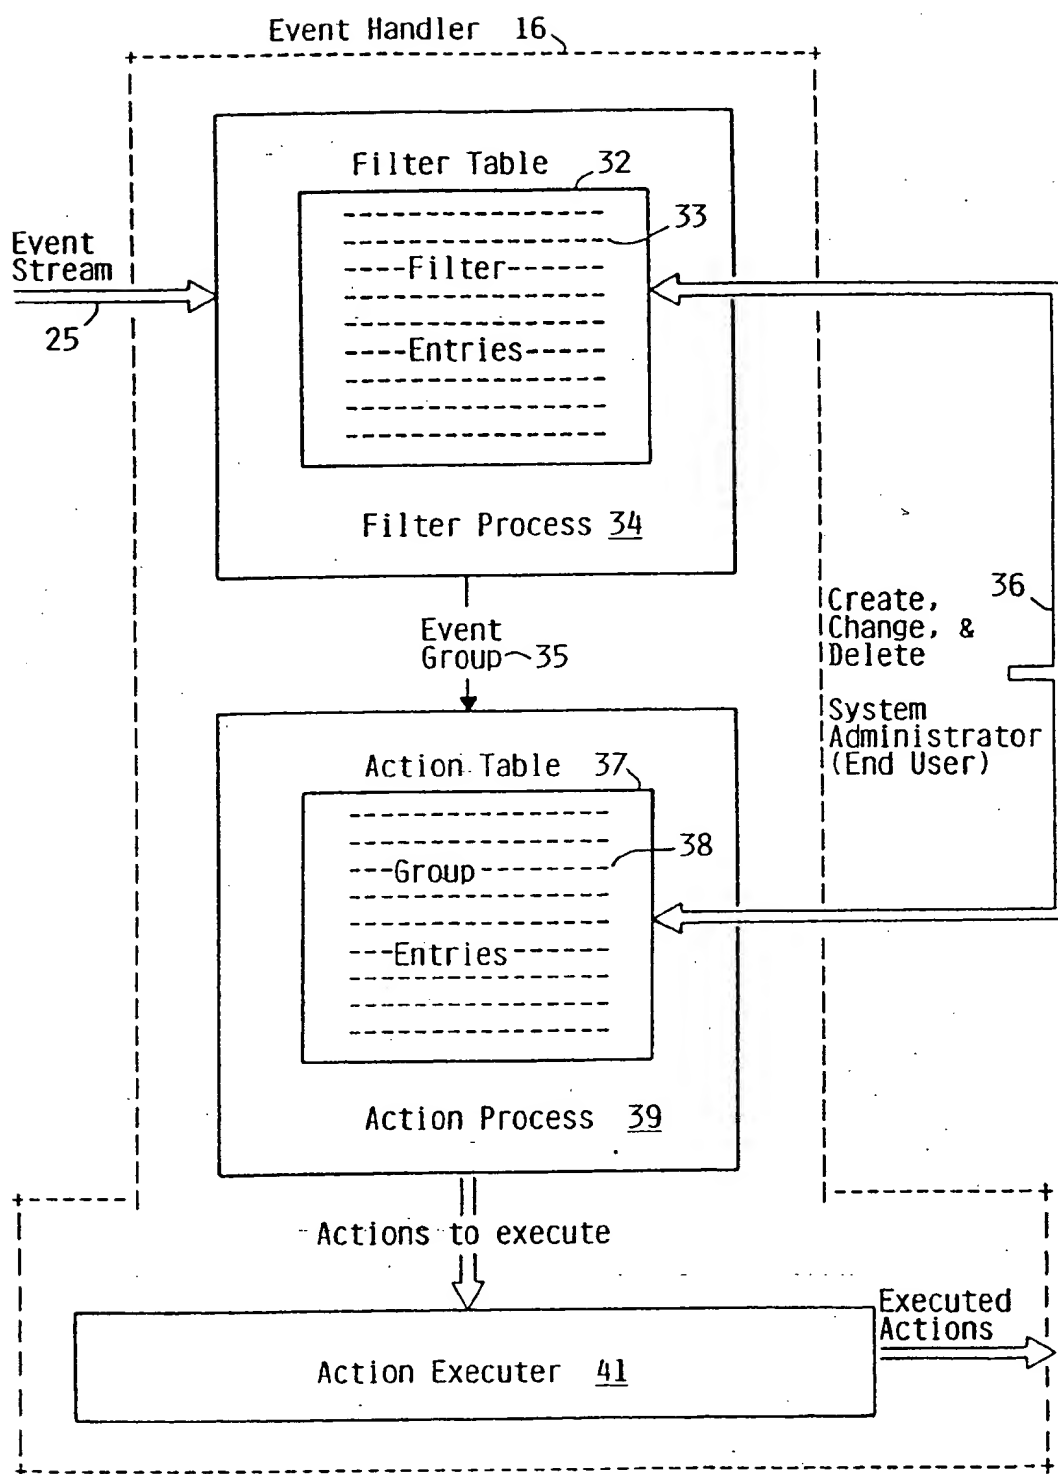 Event Handler 16
Filter Table 32
33
Event
Stream
25
Filter
Entries
Filter Process 34
Event
Group 35
36
Create,
Change, &
Delete
System
Administrator
(End User)
Action Table 37
38
Group
Entries
Action Process 39
Actions to execute
Executed
Actions
Action Executer 41